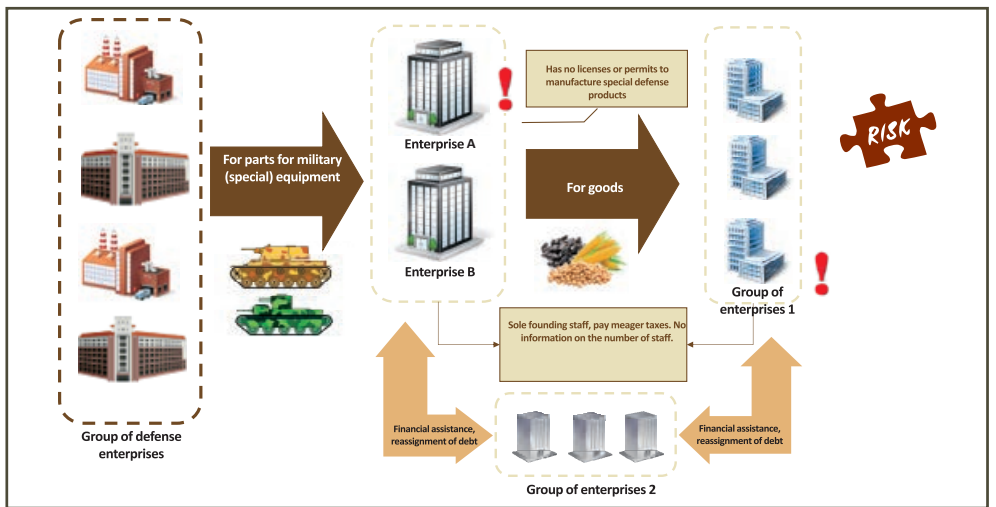 Has no licenses or permits to
manufacture special defense
products
RISK
Enterprise A
For parts for military
(special) equipment
For goods
Enterprise B
Group of
enterprises 1
Sole founding staff, pay meager taxes. No
information on the number of staff.
Group of defense
enterprises
Financial assistance,
reassignment of debt
Financial assistance,
reassignment of debt
Group of enterprises 2